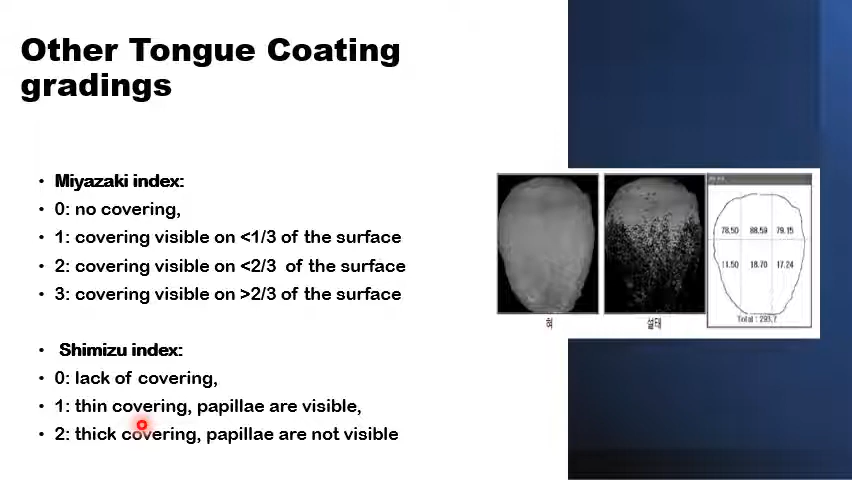 Other Tongue Coating
gradings
• Miyazaki index:
• 0: no covering,
• 1: covering visible on <1/3 of the surface
• 2: covering visible on <2/3 of the surface
• 3: covering visible on >2/3 of the surface
• Shimizu index:
• 0: lack of covering,
• 1: thin covering, papillae are visible,
• 2: thick covering, papillae are not visible
78.50 88.59 79.15
11.50 18.70 17.24
Total : 293.7
혀
설태